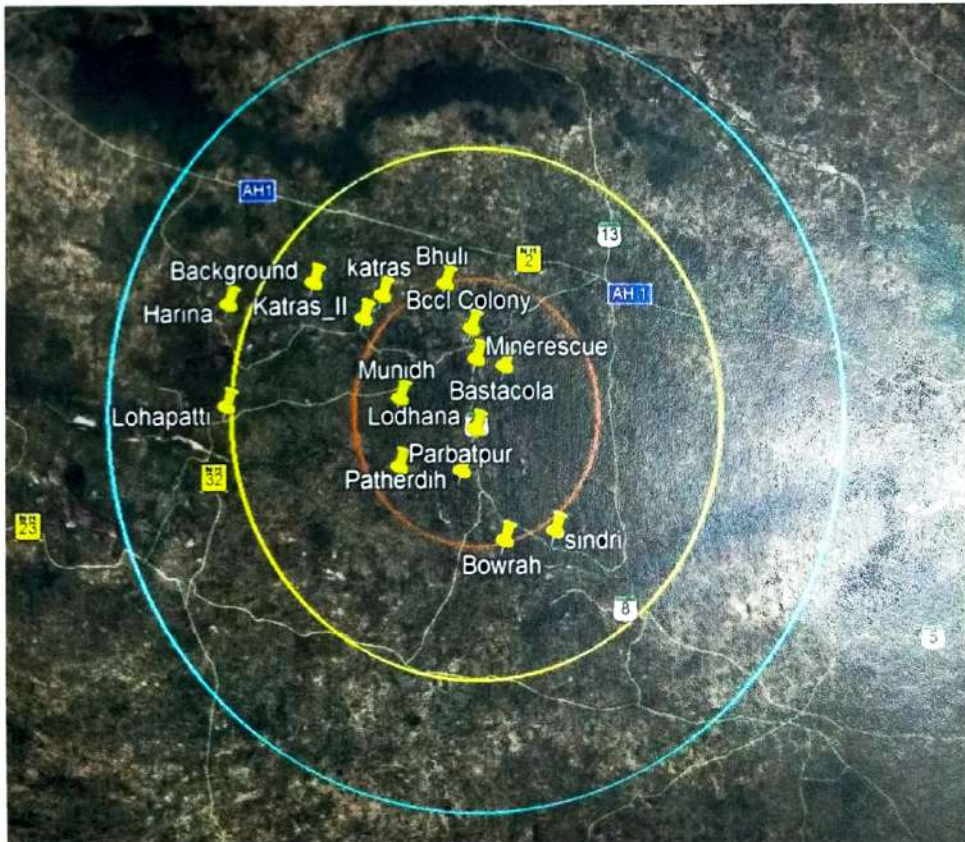 AH1
13
NH
2
Bhuli
katras
Background
AH 1
Katras_II
Bccl Colony
Harina
Minerescue
Munidh
Bastacola
Lohapatti
Lodhana
Parbatpur
Patherdih
32
23
sindri
Bowrah
8
5